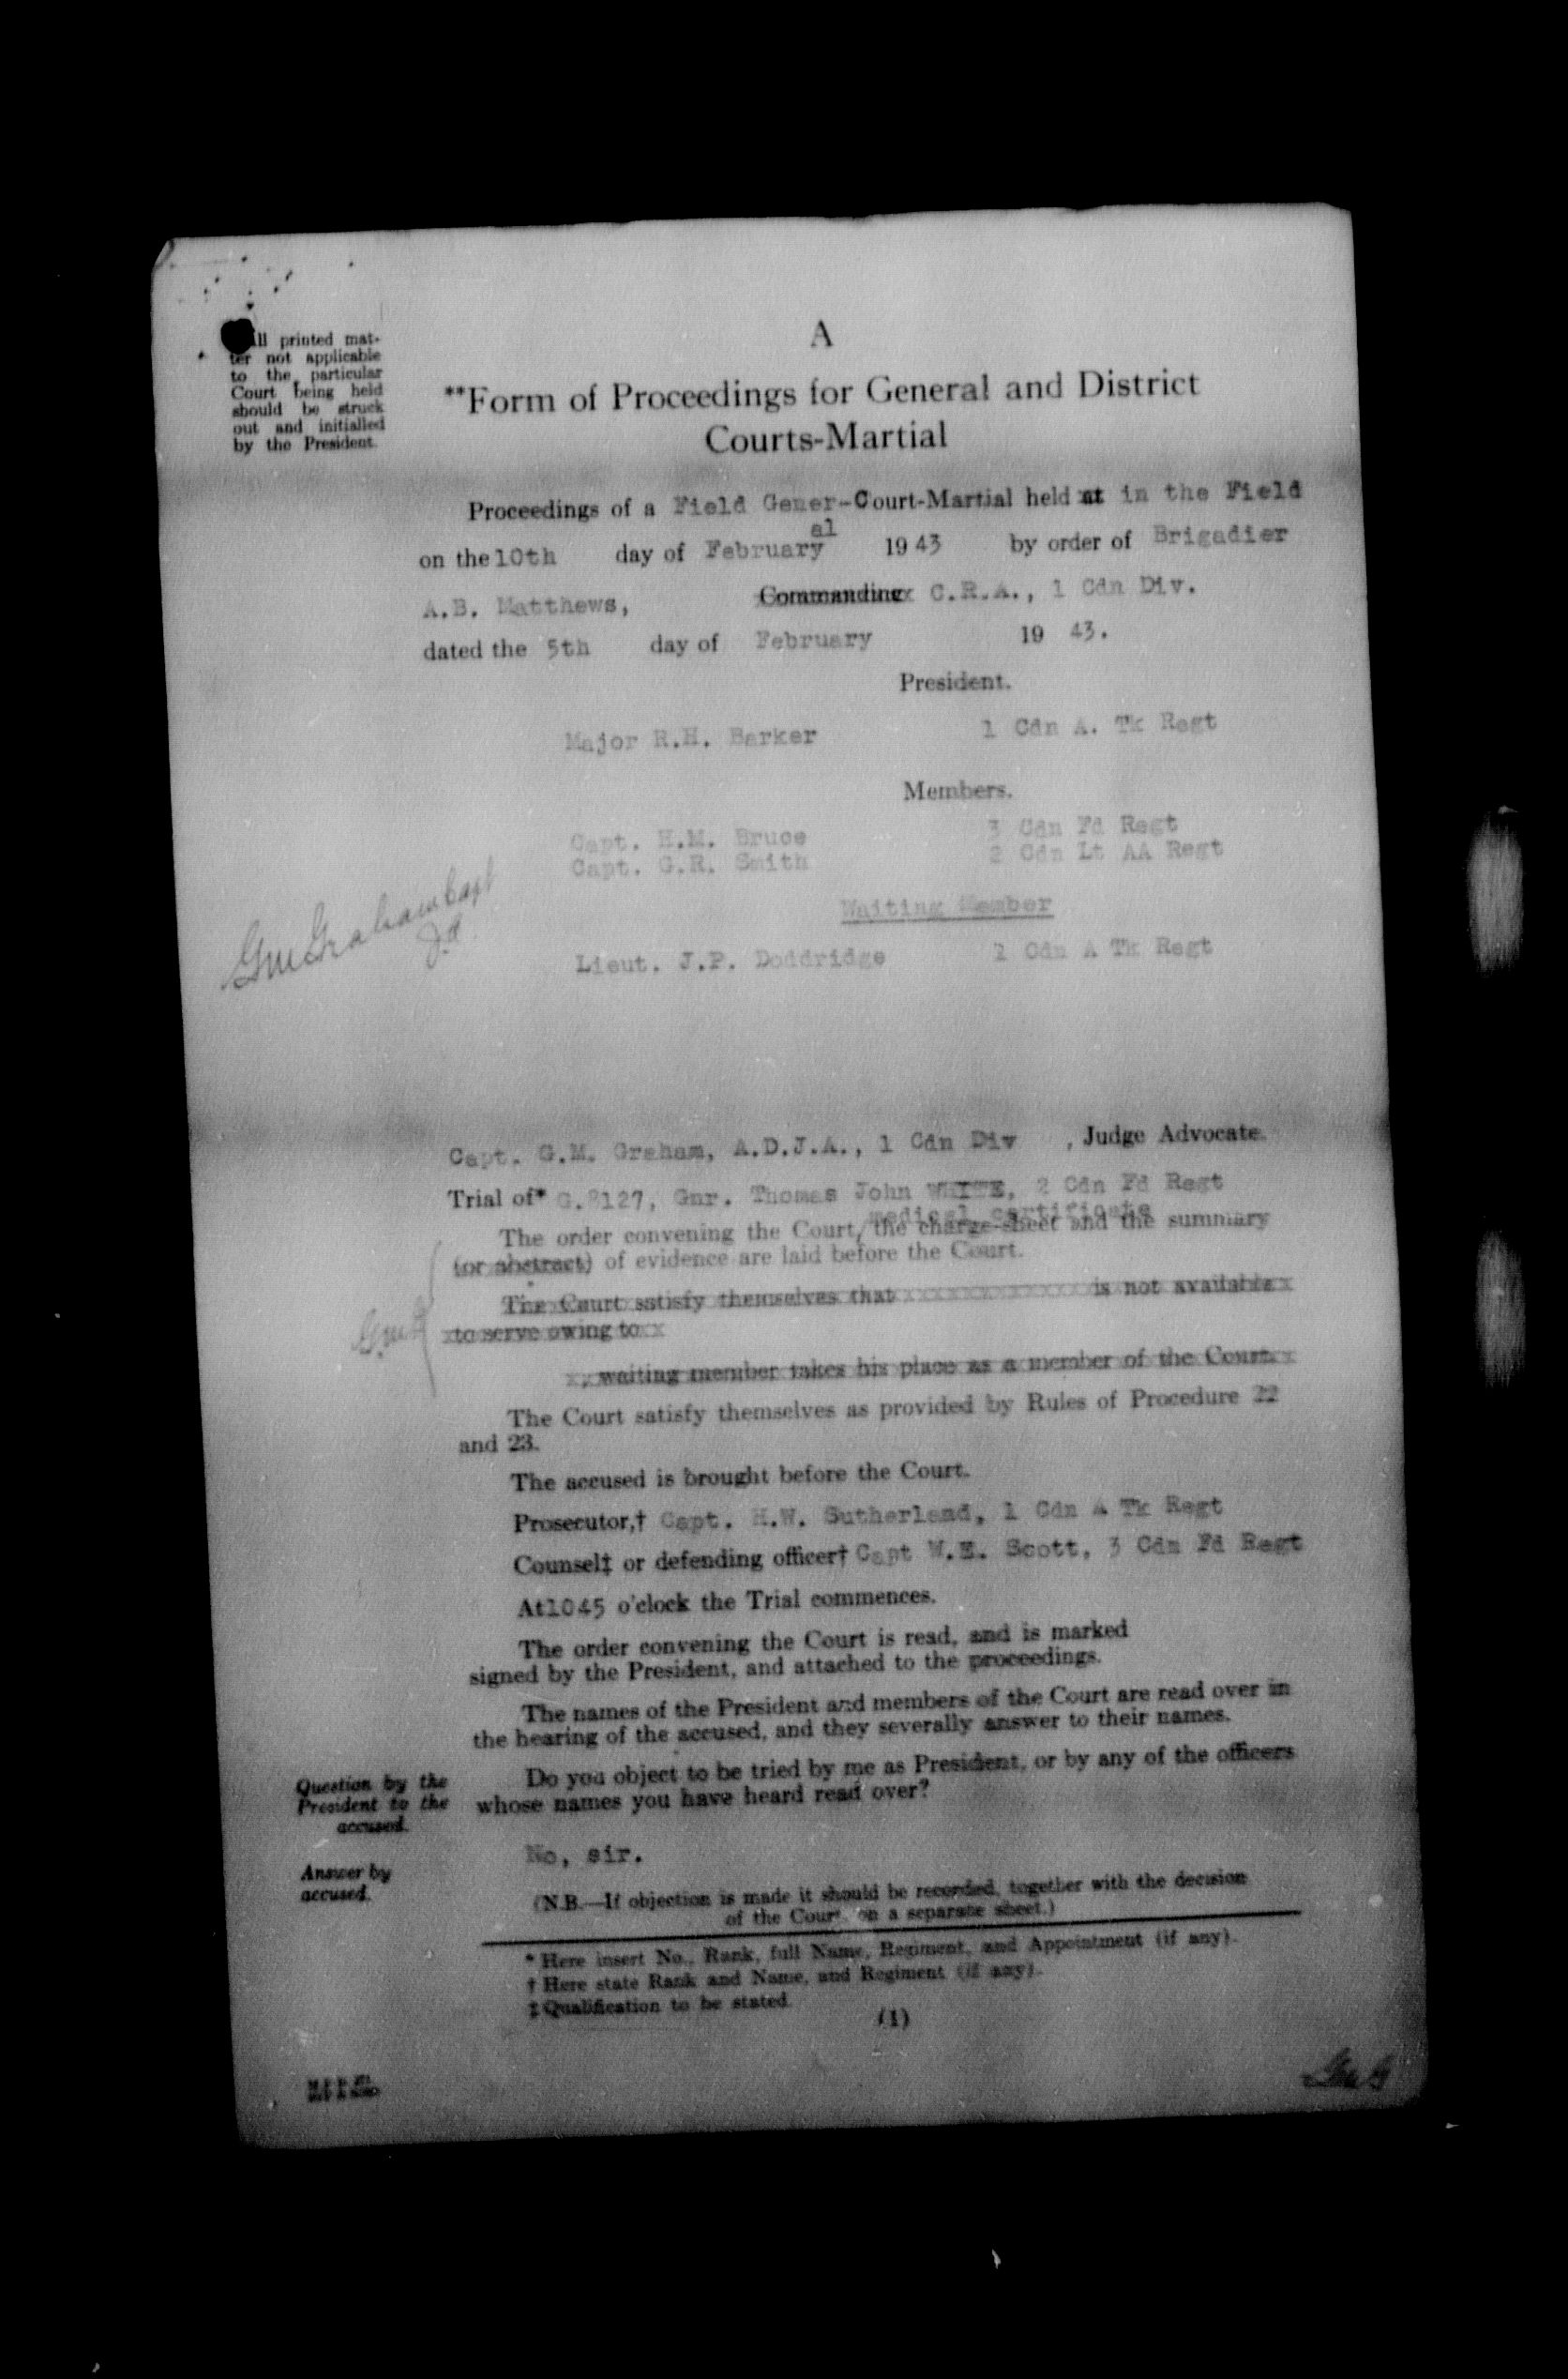 A
**Form of Proceedings for General and District
Courts-Martial
ll printed mat-
ter not applicable
to the particular
Court being held
should be struck
out and initialled
by the President.
Proceedings of a Field Gener-Court-Martial held at in the Field
al
on the 10th day of February 19 43 by order of Brigadier
A.B. Matthews, Commanding C.R.A., 1 Cdn Div.
dated the 5th day of February 19 43.
President.
Major R.H. Barker 1 Cdn A. Tk Regt
Members.
Capt. H.M. Bruce 3 Cdn Fd Regt
Capt. G.R. Smith 2 Cdn Lt AA Regt
Waiting Member
GM Graham Capt
Lieut. J.P. Doddridge 1 Cdn A Tk Regt
Capt. G.M. Graham, A.D.J.A., 1 Cdn Div , Judge Advocate.
Trial of* Gnr. Thomas John WHITE, 2 Cdn Fd Regt
medical certificate
The order convening the Court, the charge-sheet and the summary
(or abstract) of evidence are laid before the Court.
The Court satisfy themselves that is not available
to serve owing to
, waiting member takes his place as a member of the Court.
The Court satisfy themselves as provided by Rules of Procedure 22
and 23.
The accused is brought before the Court.
Prosecutor,† Capt. H.W. Sutherland, 1 Cdn A Tk Regt
Counsel‡ or defending officer† Capt W.E. Scott, 3 Cdn Fd Regt
At 1045 o'clock the Trial commences.
The order convening the Court is read, and is marked
signed by the President, and attached to the proceedings.
The names of the President and members of the Court are read over in
the hearing of the accused, and they severally answer to their names.
Question by the
President to the
accused.
Do you object to be tried by me as President, or by any of the officers
whose names you have heard read over?
Answer by
accused.
No, sir.
(N.B.—If objection is made it should be recorded, together with the decision
of the Court on a separate sheet.)
* Here insert No., Rank, full Name, Regiment, and Appointment (if any).
† Here state Rank and Name, and Regiment (if any).
‡ Qualification to be stated.
(1)